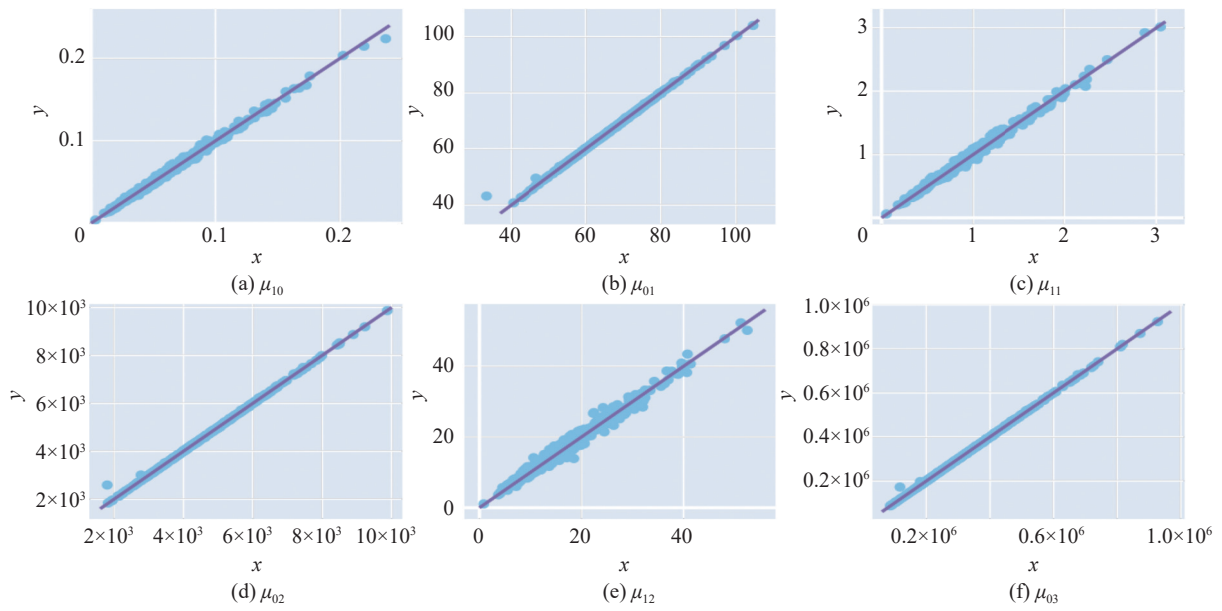 0.2
0.1
0
0.1
0.2
y
x
(a) μ₁₀
100
80
60
40
40
60
80
100
y
x
(b) μ₀₁
3
2
1
0
1
2
3
y
x
(c) μ₁₁
10×10³
8×10³
6×10³
4×10³
2×10³
2×10³
4×10³
6×10³
8×10³
10×10³
y
x
(d) μ₀₂
40
20
0
0
20
40
y
x
(e) μ₁₂
1.0×10⁶
0.8×10⁶
0.6×10⁶
0.4×10⁶
0.2×10⁶
0.2×10⁶
0.6×10⁶
1.0×10⁶
y
x
(f) μ₀₃